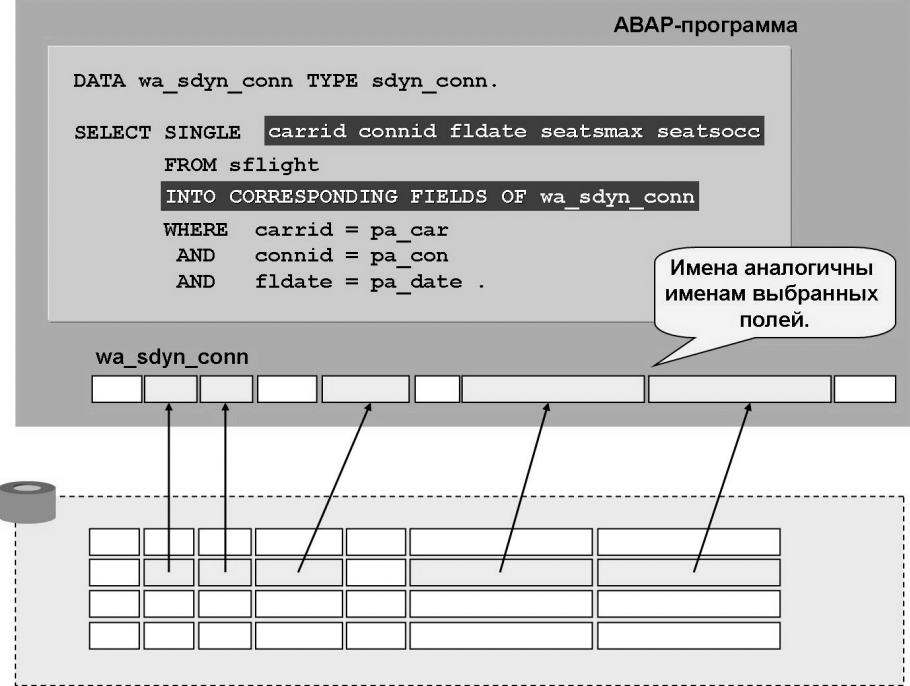 ABAP-программа
DATA wa_sdyn_conn TYPE sdyn_conn.
SELECT SINGLE carrid connid fldate seatsmax seatsocc
FROM sflight
INTO CORRESPONDING FIELDS OF wa_sdyn_conn
WHERE carrid = pa_car
AND connid = pa_con
AND fldate = pa_date .
Имена аналогичны
именам выбранных
полей.
wa_sdyn_conn